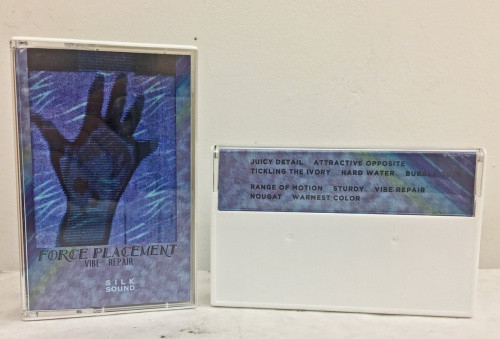 FORCE PLACEMENT
VIBE REPAIR
SILK
SOUND
JUICY DETAIL ATTRACTIVE OPPOSITE
TICKLING THE IVORY HARD WATER
RANGE OF MOTION STURDY VIBE REPAIR
NOUGAT WARMEST COLOR